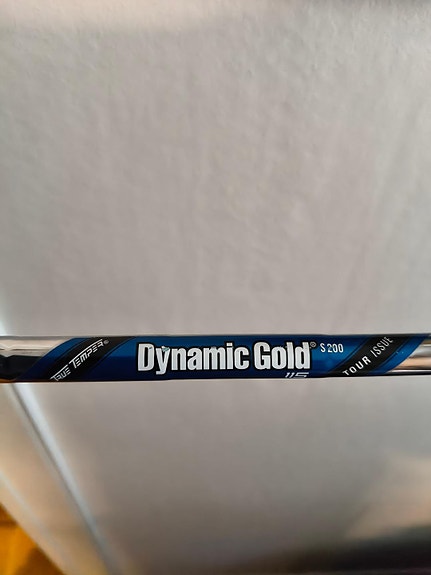 TRUE TEMPER®
Dynamic Gold® S200
115
TOUR ISSUE